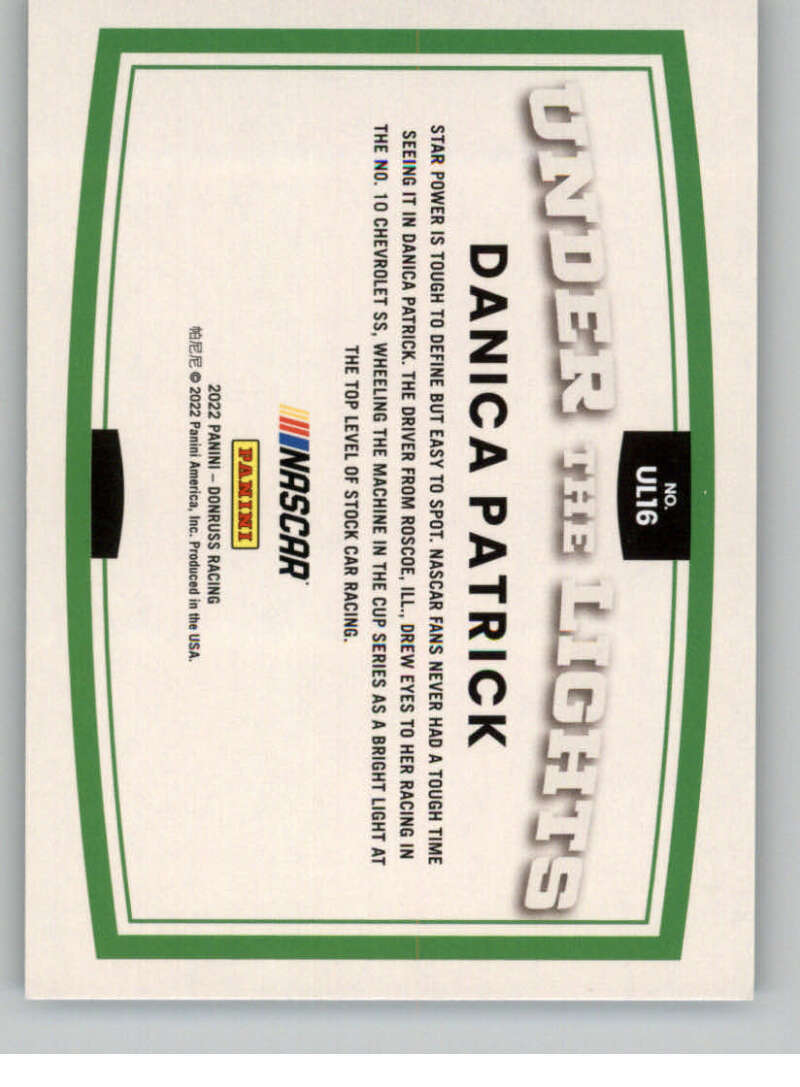 NO.
UL16
UNDER THE LIGHTS
DANICA PATRICK
STAR POWER IS TOUGH TO DEFINE BUT EASY TO SPOT. NASCAR FANS NEVER HAD A TOUGH TIME
SEEING IT IN DANICA PATRICK. THE DRIVER FROM ROSCOE, ILL., DREW EYES TO HER RACING IN
THE NO. 10 CHEVROLET SS, WHEELING THE MACHINE IN THE CUP SERIES AS A BRIGHT LIGHT AT
THE TOP LEVEL OF STOCK CAR RACING.
NASCAR
PANINI
2022 PANINI – DONRUSS RACING
帕尼尼 © 2022 Panini America, Inc. Produced in the USA.